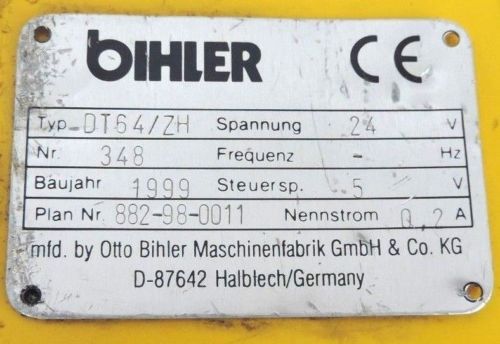 BIHLER CE
Typ DT64/ZH Spannung 24 V
Nr. 348 Frequenz - Hz
Baujahr 1999 Steuersp. 5 V
Plan Nr. 882-98-0011 Nennstrom 0,2 A
mfd. by Otto Bihler Maschinenfabrik GmbH & Co. KG
D-87642 Halblech/Germany